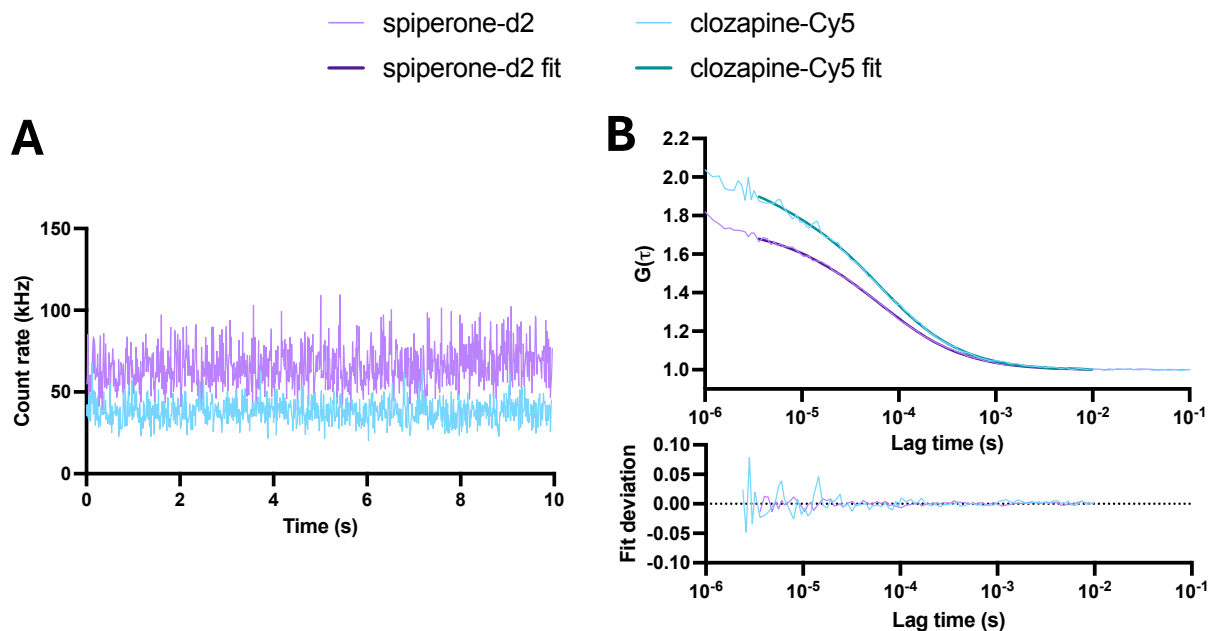 spiperone-d2
clozapine-Cy5
spiperone-d2 fit
clozapine-Cy5 fit
A
150
100
50
0
Count rate (kHz)
0 2 4 6 8 10
Time (s)
B
2.2
2.0
1.8
1.6
1.4
1.2
1.0
G(τ)
10⁻⁶ 10⁻⁵ 10⁻⁴ 10⁻³ 10⁻² 10⁻¹
Lag time (s)
0.10
0.05
0.00
-0.05
-0.10
Fit deviation
10⁻⁶ 10⁻⁵ 10⁻⁴ 10⁻³ 10⁻² 10⁻¹
Lag time (s)